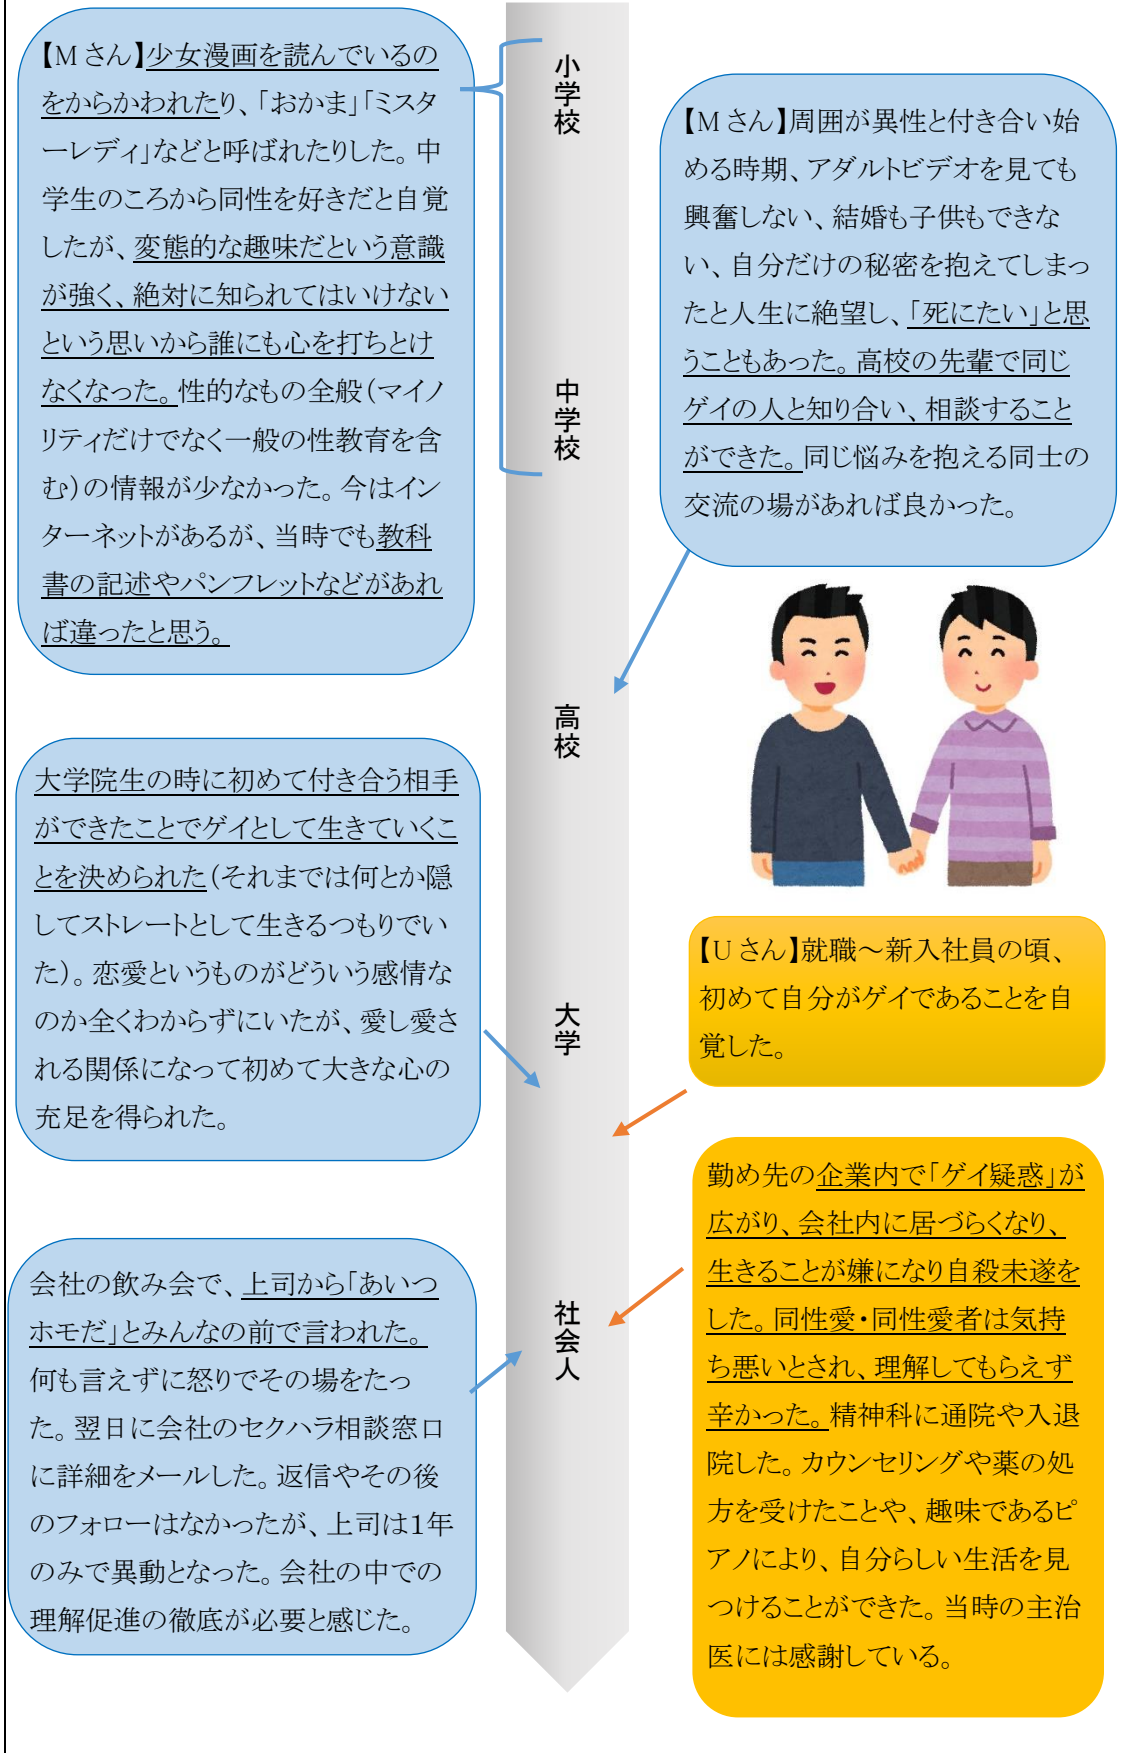 【Mさん】少女漫画を読んでいるの
をからかわれたり、「おかま」「ミスタ
ーレディ」などと呼ばれたりした。中
学生のころから同性を好きだと自覚
したが、変態的な趣味だという意識
が強く、絶対に知られてはいけない
という思いから誰にも心を打ちとけ
なくなった。性的なもの全般（マイノ
リティだけでなく一般の性教育を含
む）の情報が少なかった。今はイン
ターネットがあるが、当時でも教科
書の記述やパンフレットなどがあれ
ば違ったと思う。
小学校
中学校
【Mさん】周囲が異性と付き合い始
める時期、アダルトビデオを見ても
興奮しない、結婚も子供もできな
い、自分だけの秘密を抱えてしまっ
たと人生に絶望し、「死にたい」と思
うこともあった。高校の先輩で同じ
ゲイの人と知り合い、相談すること
ができた。同じ悩みを抱える同士の
交流の場があれば良かった。
高校
大学院生の時に初めて付き合う相手
ができたことでゲイとして生きていくこ
とを決められた（それまでは何とか隠
してストレートとして生きるつもりでい
た）。恋愛というものがどういう感情な
のか全くわからずにいたが、愛し愛さ
れる関係になって初めて大きな心の
充足を得られた。
大学
【Uさん】就職～新入社員の頃、
初めて自分がゲイであることを自
覚した。
会社の飲み会で、上司から「あいつ
ホモだ」とみんなの前で言われた。
何も言えずに怒りでその場をたっ
た。翌日に会社のセクハラ相談窓口
に詳細をメールした。返信やその後
のフォローはなかったが、上司は１年
のみで異動となった。会社の中での
理解促進の徹底が必要と感じた。
社会人
勤め先の企業内で「ゲイ疑惑」が
広がり、会社内に居づらくなり、
生きることが嫌になり自殺未遂を
した。同性愛・同性愛者は気持
ち悪いとされ、理解してもらえず
辛かった。精神科に通院や入退
院した。カウンセリングや薬の処
方を受けたことや、趣味であるピ
アノにより、自分らしい生活を見
つけることができた。当時の主治
医には感謝している。